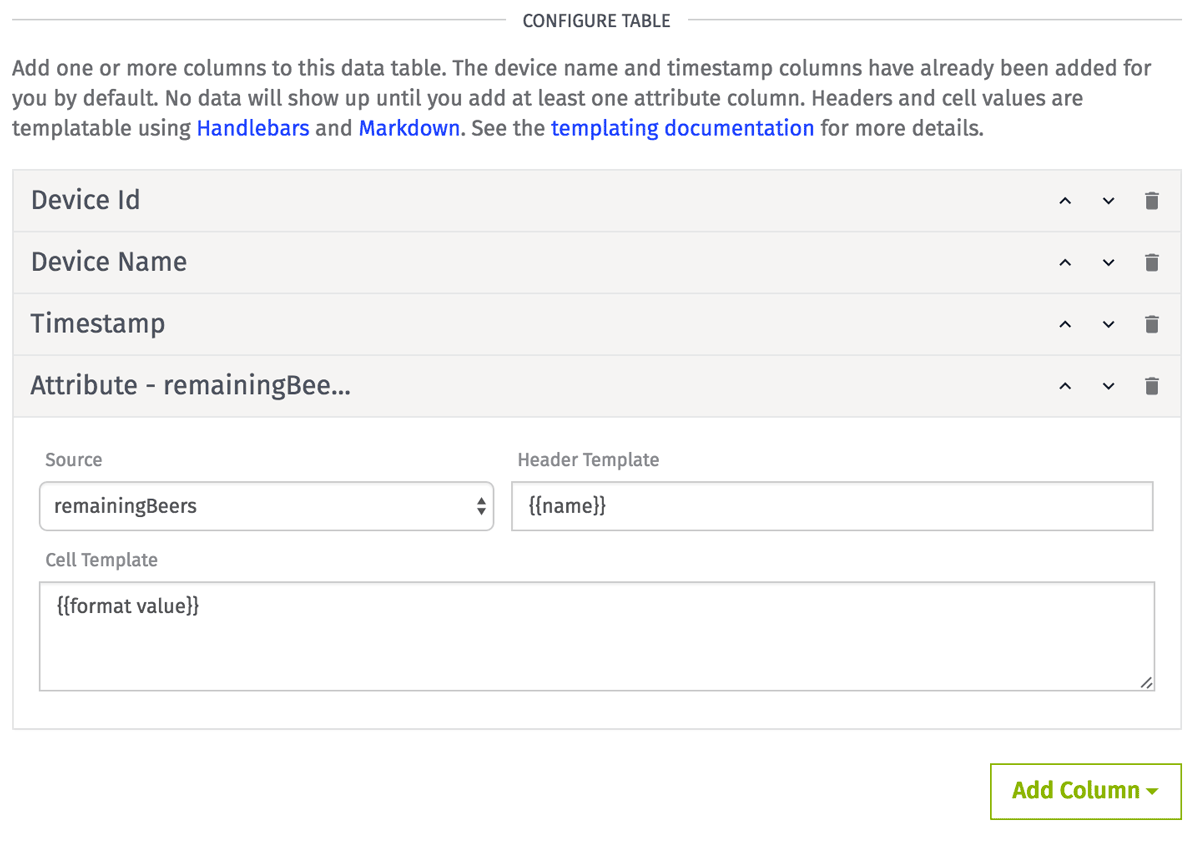 CONFIGURE TABLE
Add one or more columns to this data table. The device name and timestamp columns have already been added for
you by default. No data will show up until you add at least one attribute column. Headers and cell values are
templatable using Handlebars and Markdown. See the templating documentation for more details.
Device Id
Device Name
Timestamp
Attribute - remainingBee...
Source
Header Template
remainingBeers
{{name}}
Cell Template
{{format value}}
Add Column